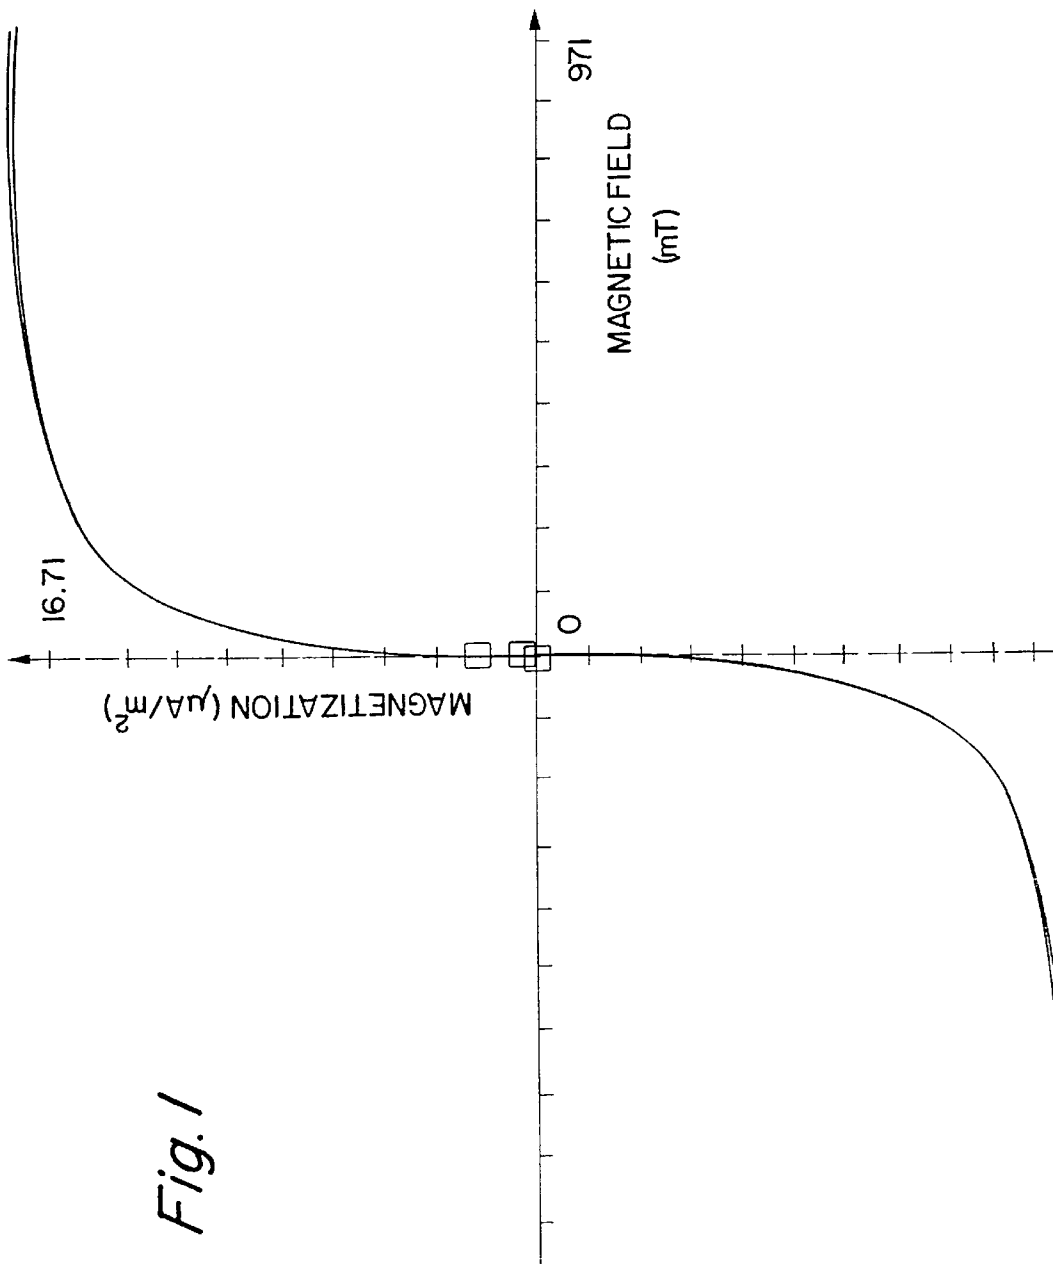 Fig. 1
MAGNETIZATION (μA/m²)
16.71
0
MAGNETIC FIELD
(mT)
971